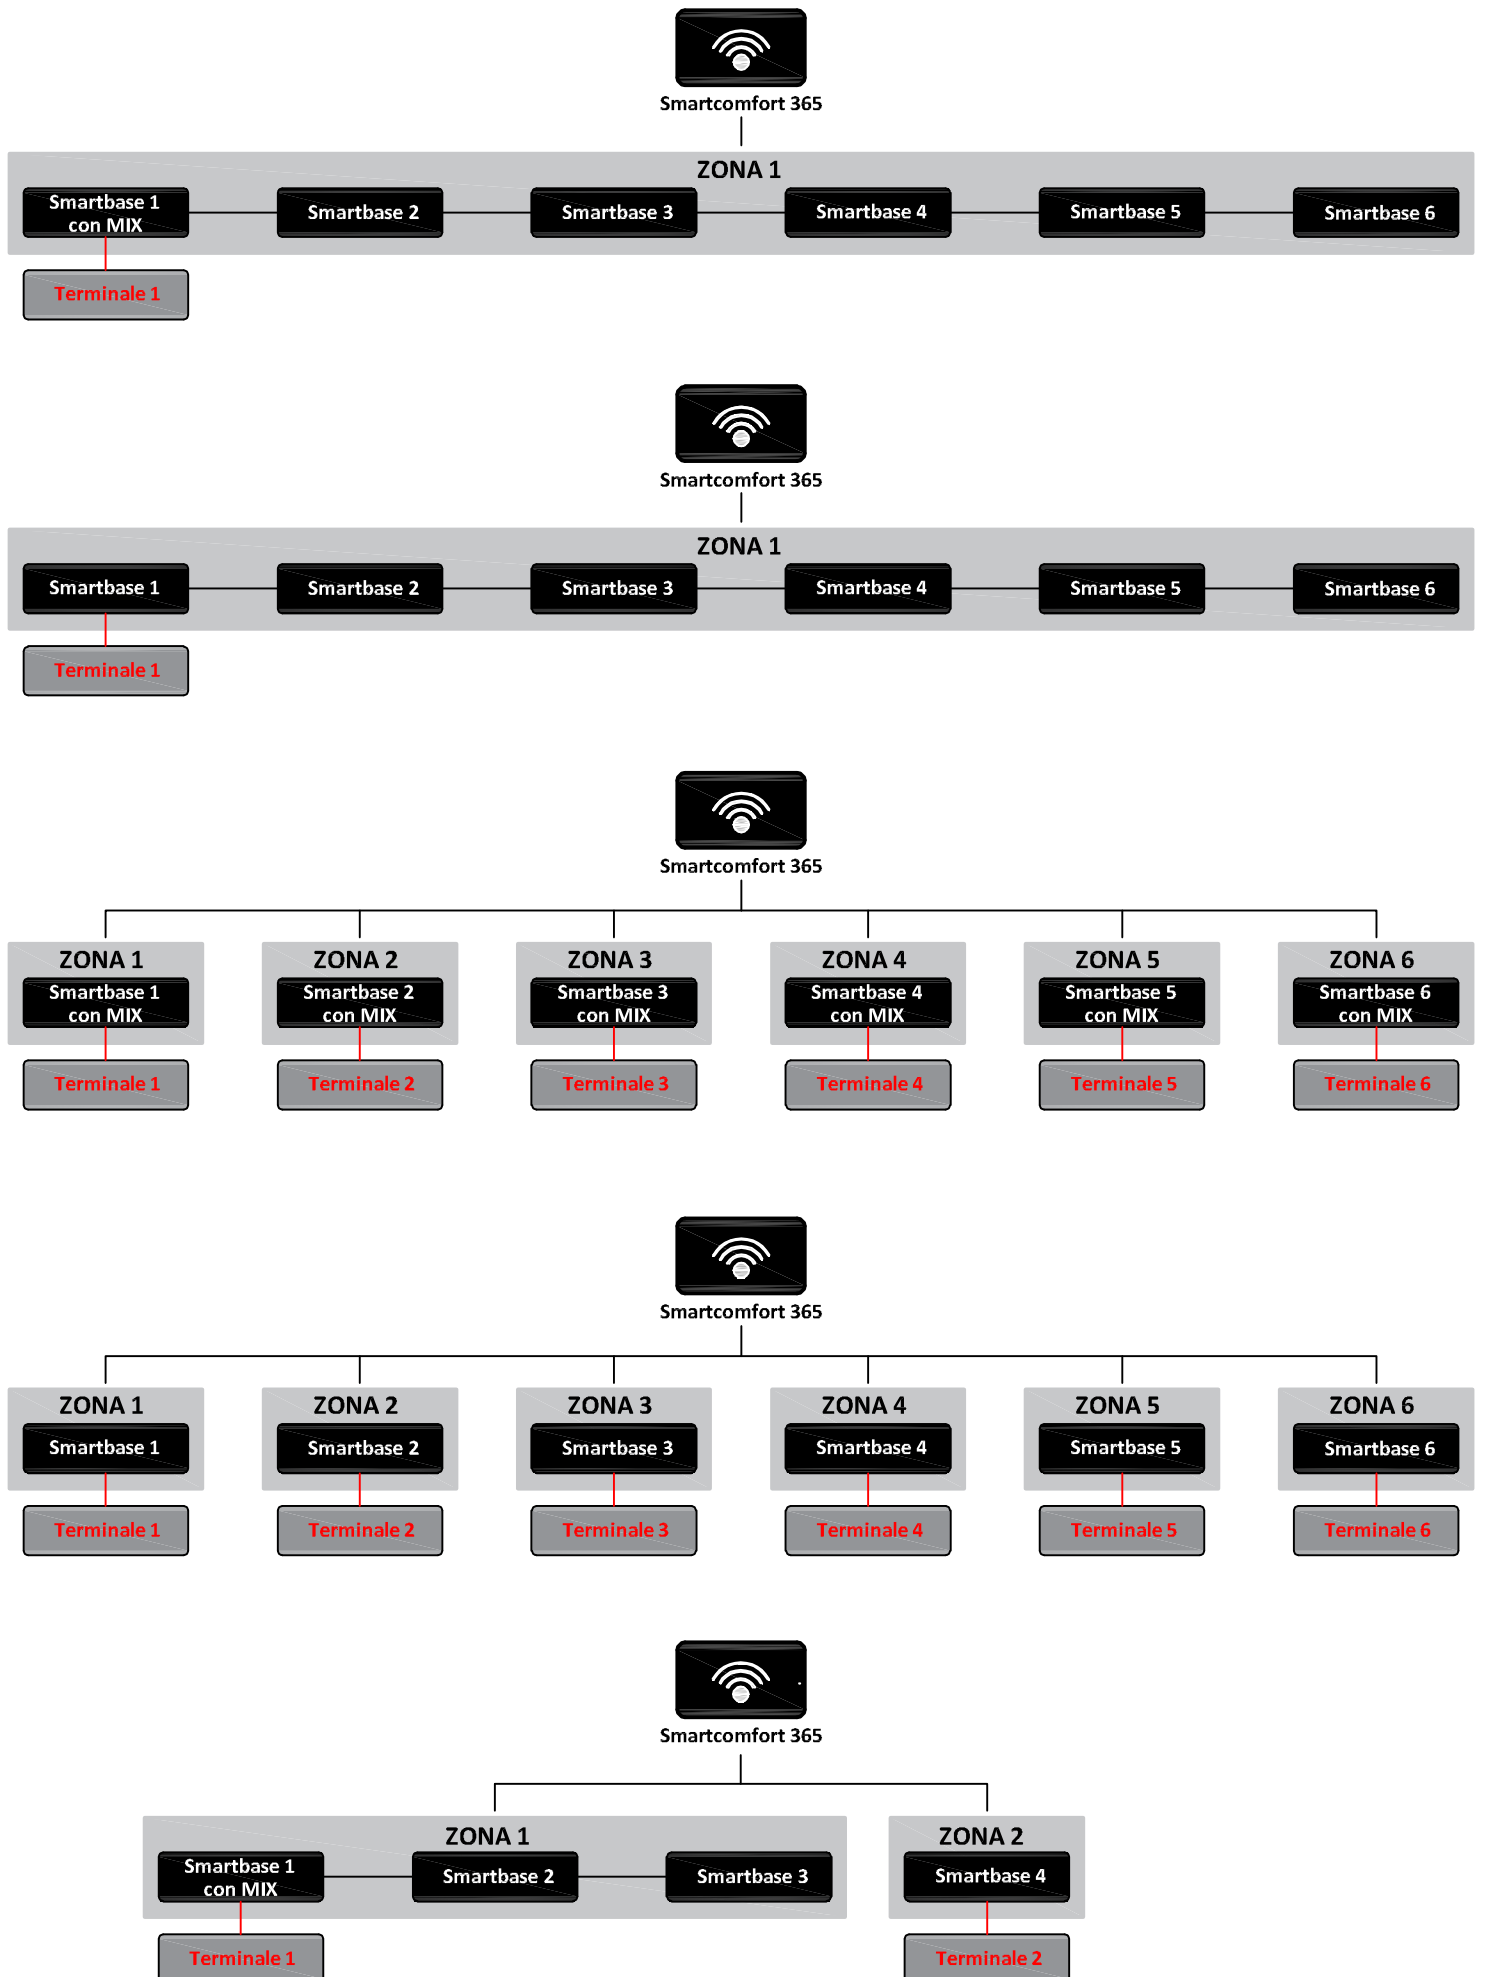 Smartcomfort 365
ZONA 1
Smartbase 1
con MIX
Smartbase 2
Smartbase 3
Smartbase 4
Smartbase 5
Smartbase 6
Terminale 1
Smartcomfort 365
ZONA 1
Smartbase 1
Smartbase 2
Smartbase 3
Smartbase 4
Smartbase 5
Smartbase 6
Terminale 1
Smartcomfort 365
ZONA 1
Smartbase 1
con MIX
Terminale 1
ZONA 2
Smartbase 2
con MIX
Terminale 2
ZONA 3
Smartbase 3
con MIX
Terminale 3
ZONA 4
Smartbase 4
con MIX
Terminale 4
ZONA 5
Smartbase 5
con MIX
Terminale 5
ZONA 6
Smartbase 6
con MIX
Terminale 6
Smartcomfort 365
ZONA 1
Smartbase 1
Terminale 1
ZONA 2
Smartbase 2
Terminale 2
ZONA 3
Smartbase 3
Terminale 3
ZONA 4
Smartbase 4
Terminale 4
ZONA 5
Smartbase 5
Terminale 5
ZONA 6
Smartbase 6
Terminale 6
Smartcomfort 365
ZONA 1
Smartbase 1
con MIX
Smartbase 2
Smartbase 3
Terminale 1
ZONA 2
Smartbase 4
Terminale 2